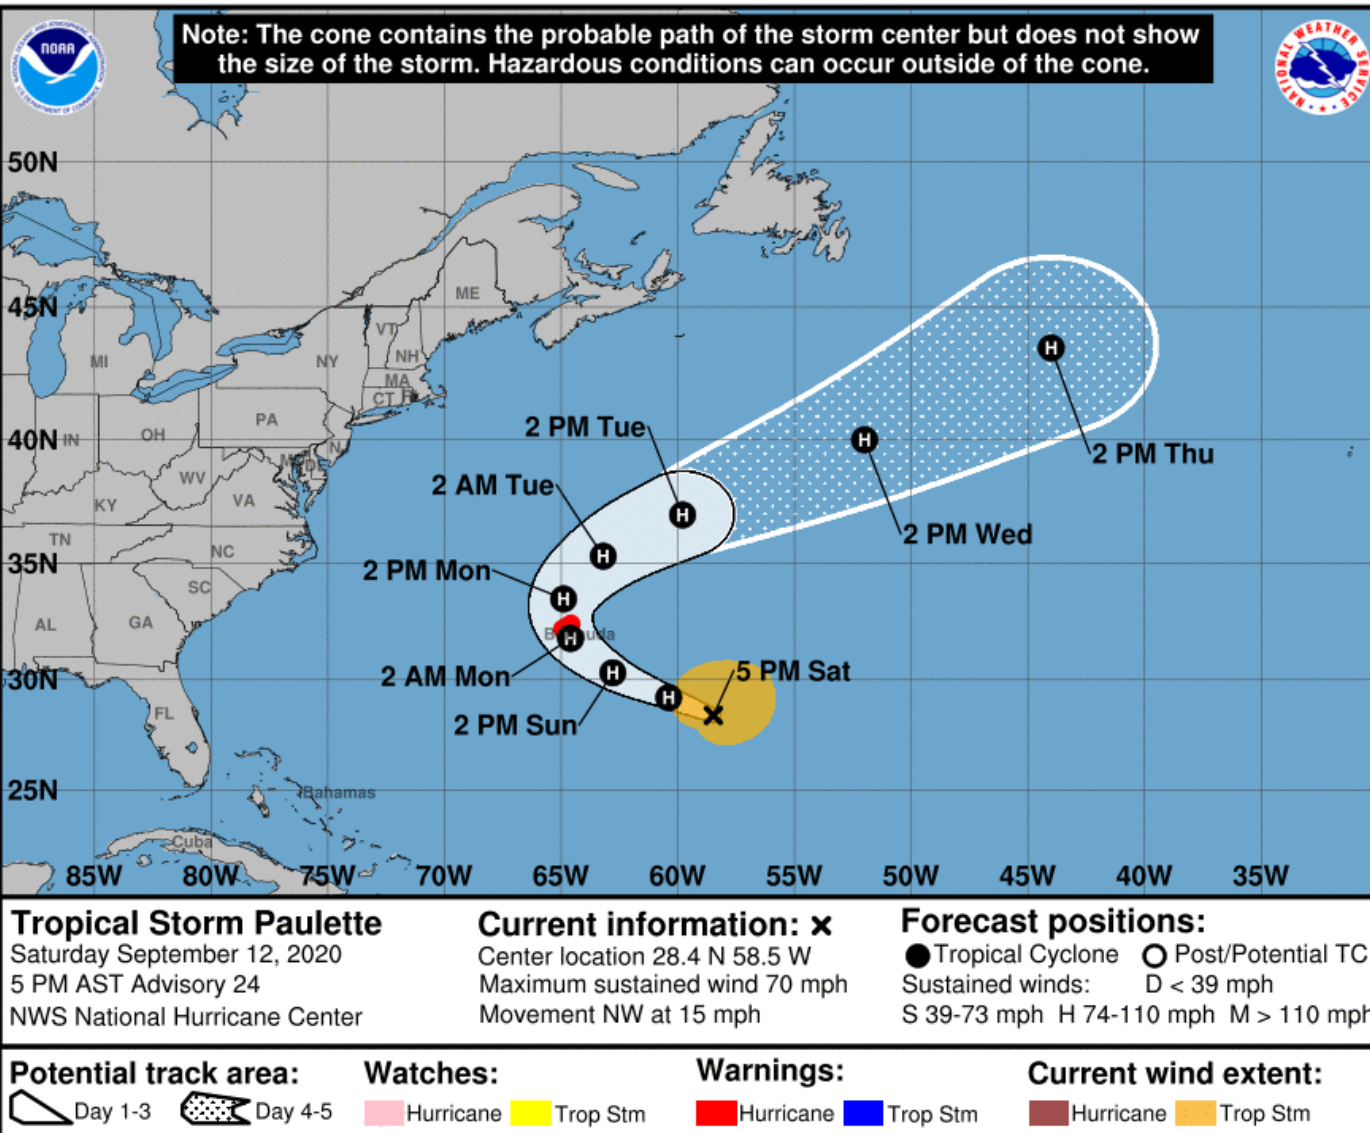 Note: The cone contains the probable path of the storm center but does not show
the size of the storm. Hazardous conditions can occur outside of the cone.
NOAA
NATIONAL WEATHER SERVICE
50N
45N
40N
35N
30N
25N
ME
VT
NH
MA
CT
NY
MI
PA
IN
OH
WV
KY
VA
TN
NC
SC
AL
GA
FL
Bahamas
Cuba
2 PM Tue
2 AM Tue
2 PM Mon
2 AM Mon
2 PM Sun
5 PM Sat
2 PM Wed
2 PM Thu
H
H
H
H
H
H
H
H
85W 80W 75W 70W 65W 60W 55W 50W 45W 40W 35W
Tropical Storm Paulette
Saturday September 12, 2020
5 PM AST Advisory 24
NWS National Hurricane Center
Current information: x
Center location 28.4 N 58.5 W
Maximum sustained wind 70 mph
Movement NW at 15 mph
Forecast positions:
Tropical Cyclone Post/Potential TC
Sustained winds: D < 39 mph
S 39-73 mph H 74-110 mph M > 110 mph
Potential track area:
Day 1-3 Day 4-5
Watches:
Hurricane Trop Stm
Warnings:
Hurricane Trop Stm
Current wind extent:
Hurricane Trop Stm